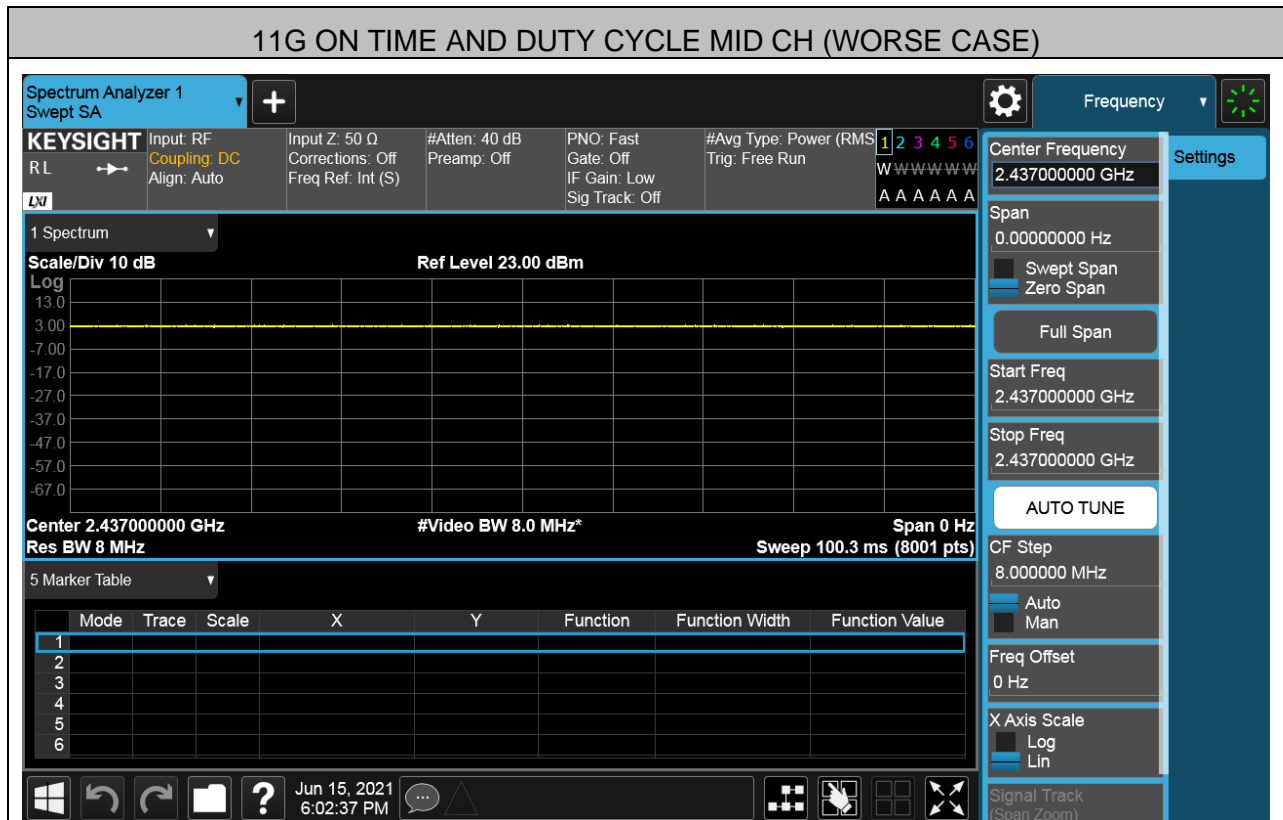 11G ON TIME AND DUTY CYCLE MID CH (WORSE CASE)
Spectrum Analyzer 1
Swept SA
Frequency
KEYSIGHT
RL
LXI
Input: RF
Coupling: DC
Align: Auto
Input Z: 50 Ω
Corrections: Off
Freq Ref: Int (S)
#Atten: 40 dB
Preamp: Off
PNO: Fast
Gate: Off
IF Gain: Low
Sig Track: Off
#Avg Type: Power (RMS
Trig: Free Run
1 2 3 4 5 6
W W W W W W
A A A A A A
1 Spectrum
Scale/Div 10 dB
Ref Level 23.00 dBm
Log
13.0
3.00
-7.00
-17.0
-27.0
-37.0
-47.0
-57.0
-67.0
Center 2.437000000 GHz
#Video BW 8.0 MHz*
Span 0 Hz
Res BW 8 MHz
Sweep 100.3 ms (8001 pts)
5 Marker Table
Mode Trace Scale X Y Function Function Width Function Value
1
2
3
4
5
6
Jun 15, 2021
6:02:37 PM
Center Frequency
2.437000000 GHz
Settings
Span
0.00000000 Hz
Swept Span
Zero Span
Full Span
Start Freq
2.437000000 GHz
Stop Freq
2.437000000 GHz
AUTO TUNE
CF Step
8.000000 MHz
Auto
Man
Freq Offset
0 Hz
X Axis Scale
Log
Lin
Signal Track
(Span Zoom)